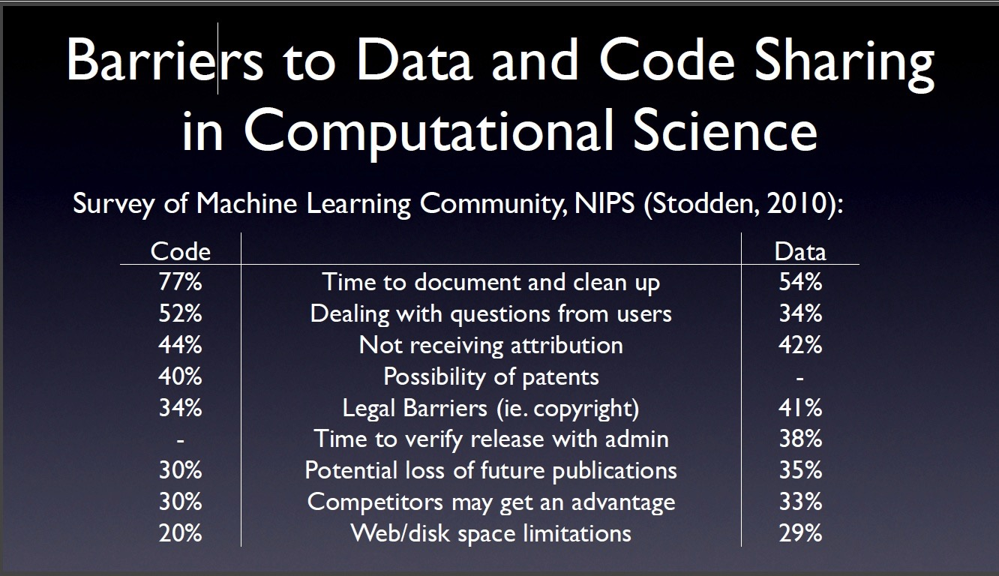 Barriers to Data and Code Sharing
in Computational Science
Survey of Machine Learning Community, NIPS (Stodden, 2010):
Code Data
77% Time to document and clean up 54%
52% Dealing with questions from users 34%
44% Not receiving attribution 42%
40% Possibility of patents -
34% Legal Barriers (ie. copyright) 41%
- Time to verify release with admin 38%
30% Potential loss of future publications 35%
30% Competitors may get an advantage 33%
20% Web/disk space limitations 29%